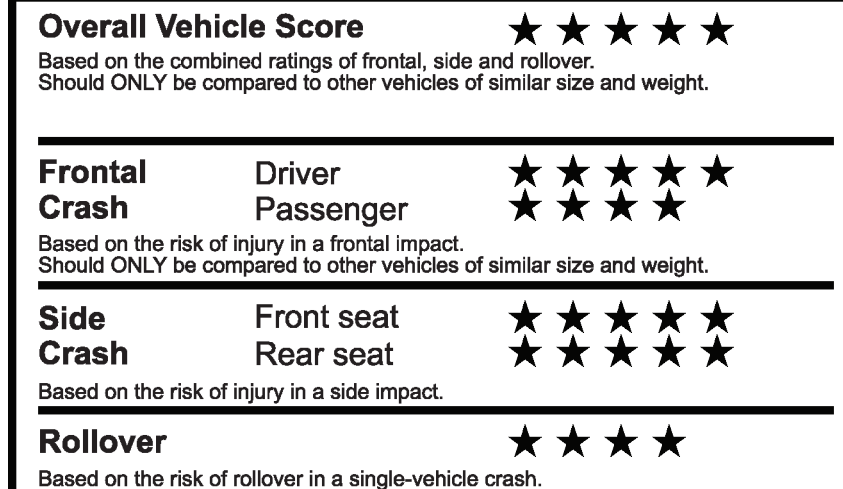 Overall Vehicle Score ★ ★ ★ ★ ★
Based on the combined ratings of frontal, side and rollover.
Should ONLY be compared to other vehicles of similar size and weight.
Frontal Driver ★ ★ ★ ★ ★
Crash Passenger ★ ★ ★ ★
Based on the risk of injury in a frontal impact.
Should ONLY be compared to other vehicles of similar size and weight.
Side Front seat ★ ★ ★ ★ ★
Crash Rear seat ★ ★ ★ ★ ★
Based on the risk of injury in a side impact.
Rollover ★ ★ ★ ★
Based on the risk of rollover in a single-vehicle crash.